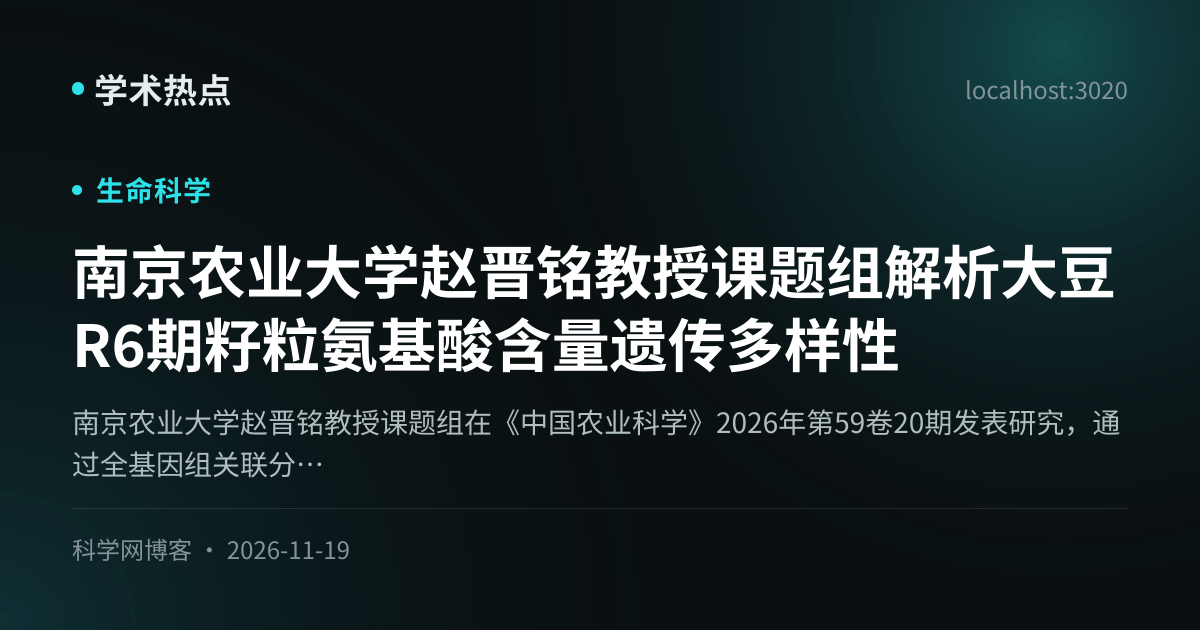 学术热点
localhost:3020
生命科学
南京农业大学赵晋铭教授课题组解析大豆
R6期籽粒氨基酸含量遗传多样性
南京农业大学赵晋铭教授课题组在《中国农业科学》2026年第59卷20期发表研究，通
过全基因组关联分…
科学网博客 · 2026-11-19